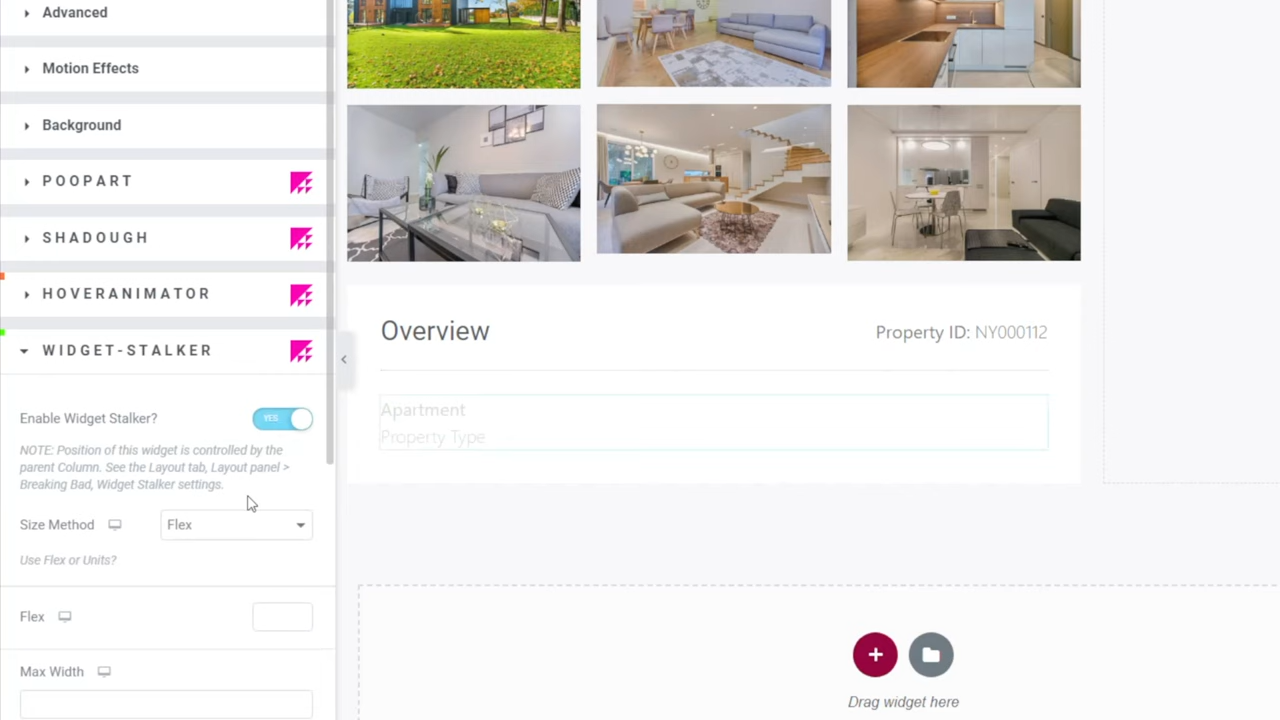 Advanced
Motion Effects
Background
POOPART
SHADOUGH
HOVERANIMATOR
WIDGET-STALKER
Enable Widget Stalker?
YES
NOTE: Position of this widget is controlled by the
parent Column. See the Layout tab, Layout panel >
Breaking Bad, Widget Stalker settings.
Size Method
Flex
Use Flex or Units?
Flex
Max Width
Overview
Property ID: NY000112
Apartment
Property Type
Drag widget here